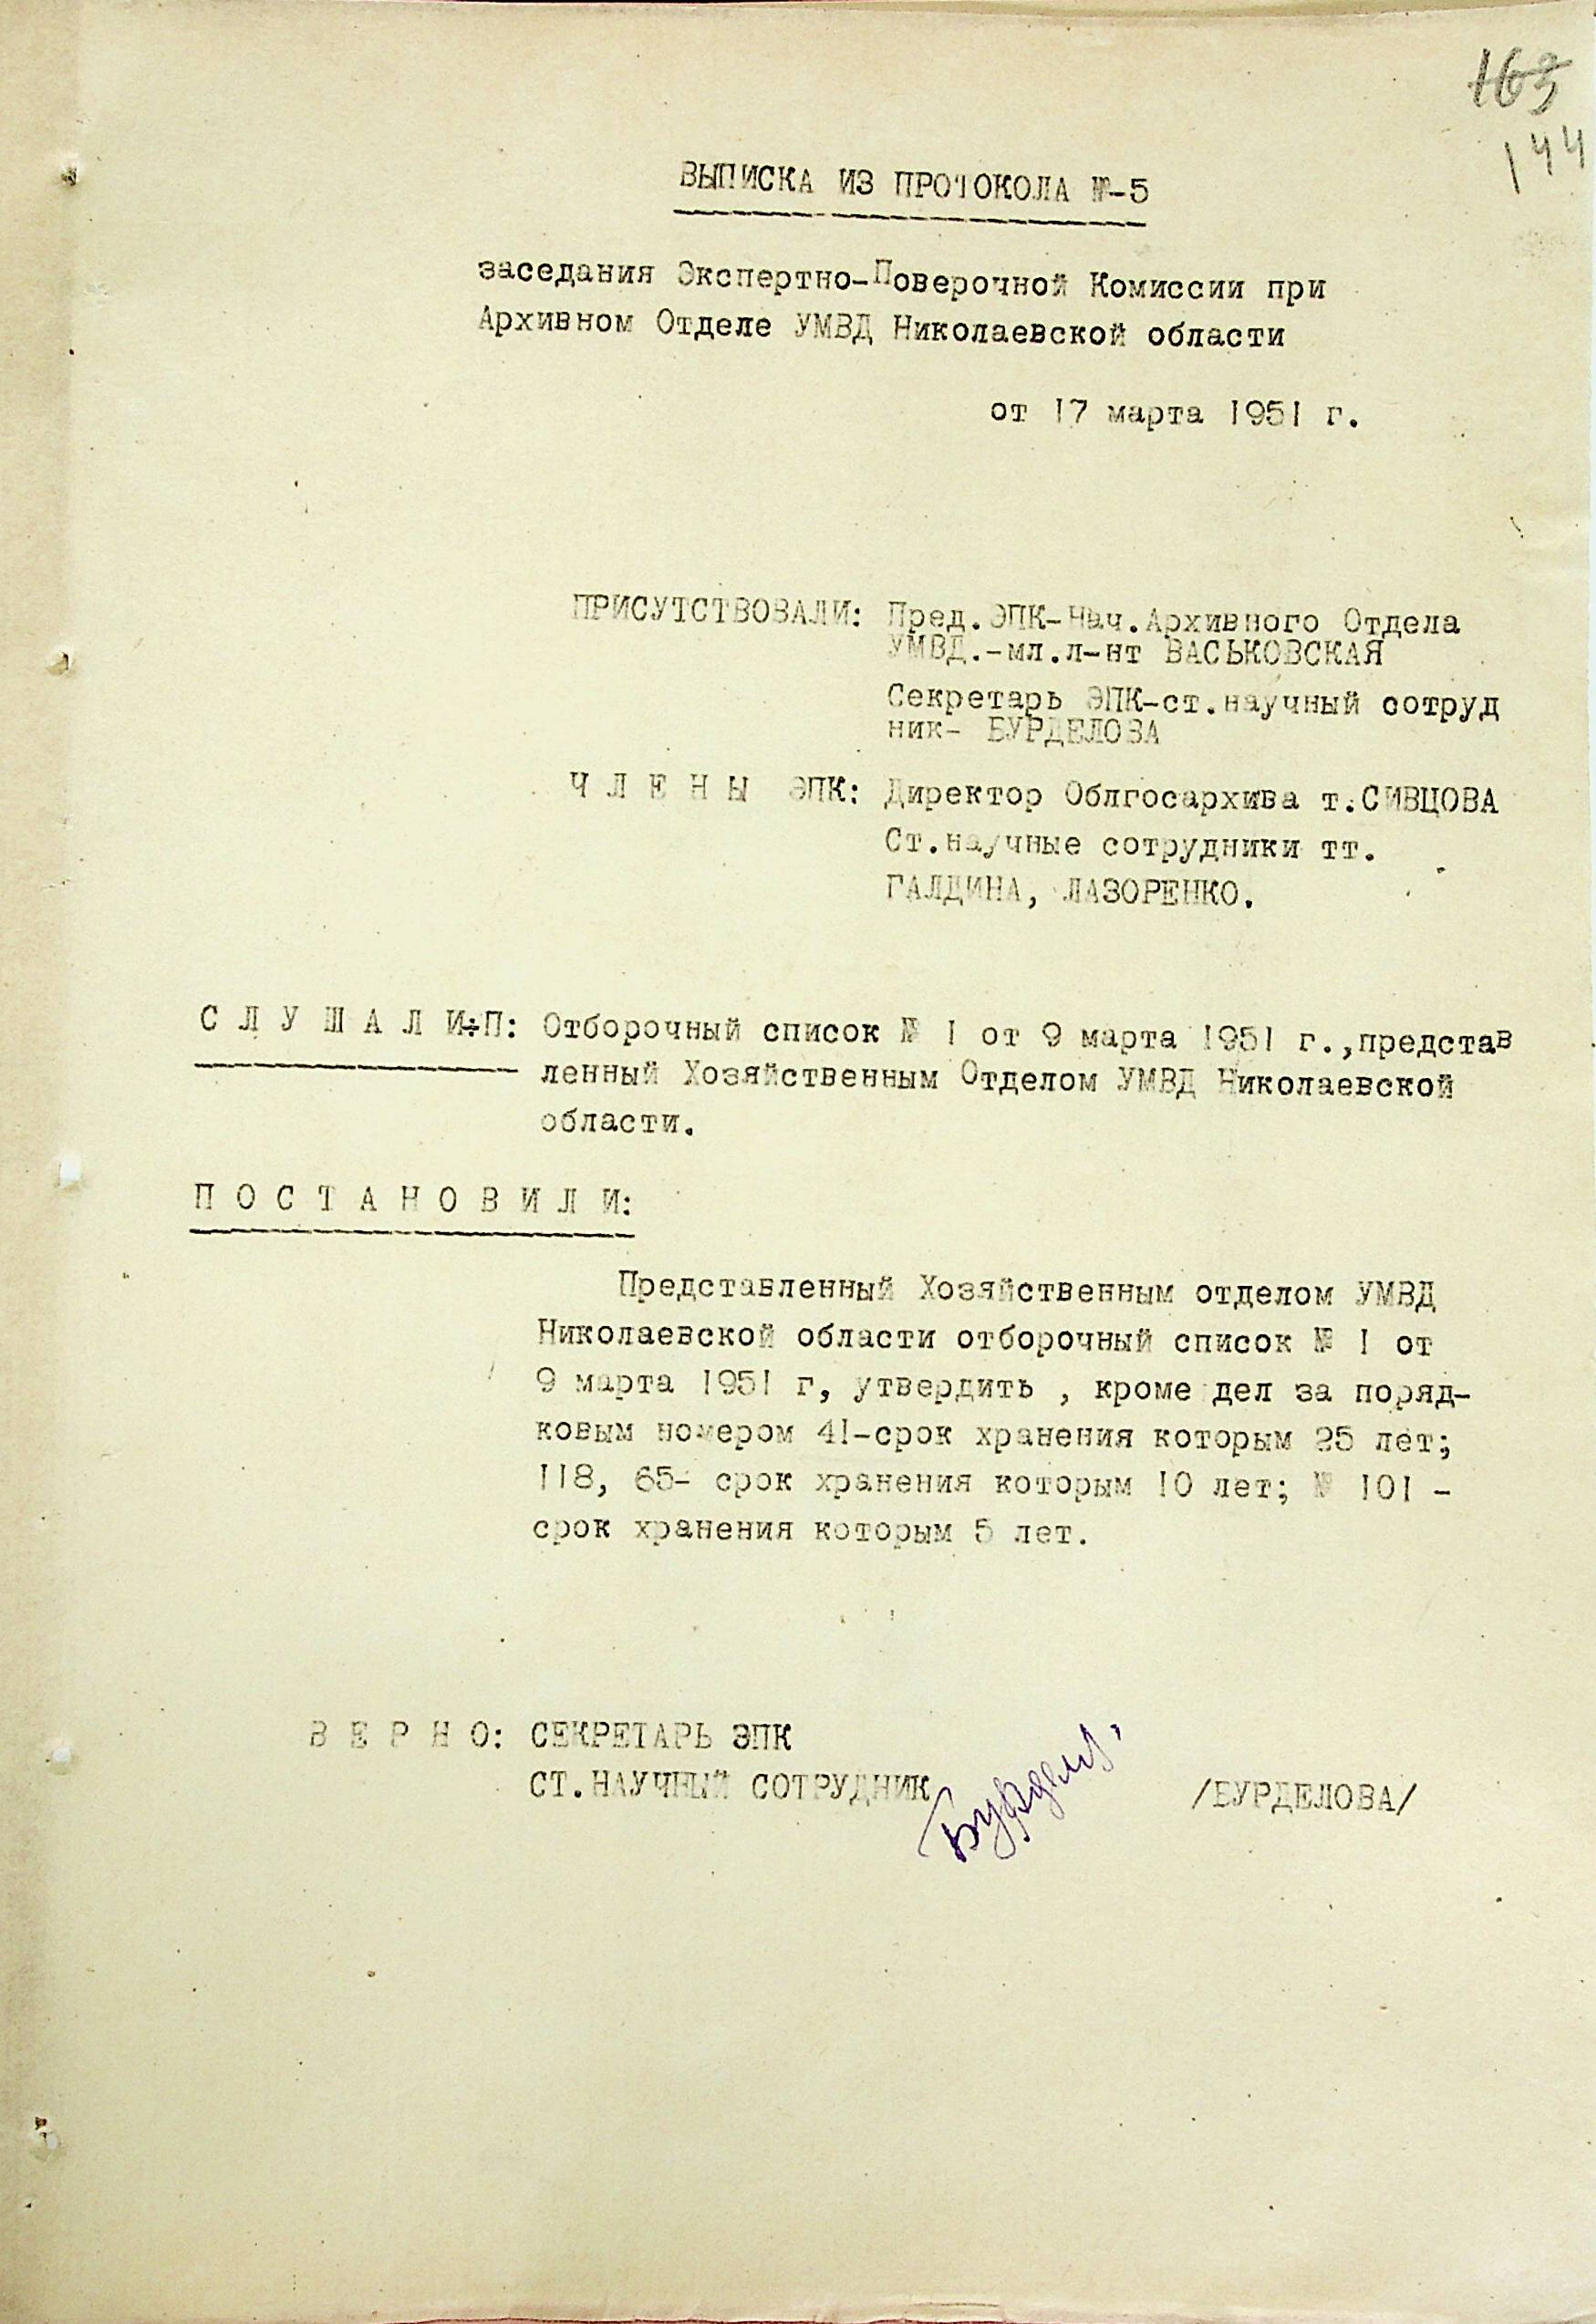 163
144
ВЫПИСКА ИЗ ПРОТОКОЛА №-5
заседания Экспертно-Поверочной Комиссии при
Архивном Отделе УМВД Николаевской области
от 17 марта 1951 г.
ПРИСУТСТВОВАЛИ: Пред.ЭПК-Нач.Архивного Отдела
УМВД.-мл.л-нт ВАСЬКОВСКАЯ
Секретарь ЭПК-ст.научный сотруд
ник- БУРДЕЛОВА
Ч Л Е Н Ы ЭПК: Директор Облгосархива т.СИВЦОВА
Ст.научные сотрудники тт.
ГАЛДИНА, ЛАЗОРЕНКО.
С Л У Ш А Л И÷П: Отборочный список № 1 от 9 марта 1951 г.,представ
ленный Хозяйственным Отделом УМВД Николаевской
области.
П О С Т А Н О В И Л И:
Представленный Хозяйственным отделом УМВД
Николаевской области отборочный список № 1 от
9 марта 1951 г, утвердить , кроме дел за поряд-
ковым номером 41-срок хранения которым 25 лет;
118, 65- срок хранения которым 10 лет; № 101 -
срок хранения которым 5 лет.
В Е Р Н О: СЕКРЕТАРЬ ЭПК
СТ.НАУЧНЫЙ СОТРУДНИК /БУРДЕЛОВА/